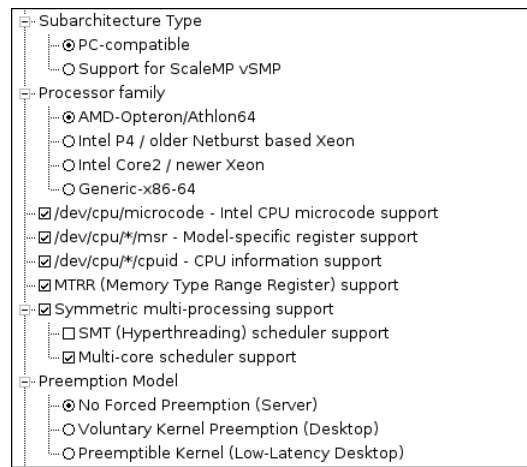 Subarchitecture Type
PC-compatible
Support for ScaleMP vSMP
Processor family
AMD-Opteron/Athlon64
Intel P4 / older Netburst based Xeon
Intel Core2 / newer Xeon
Generic-x86-64
/dev/cpu/microcode - Intel CPU microcode support
/dev/cpu/*/msr - Model-specific register support
/dev/cpu/*/cpuid - CPU information support
MTRR (Memory Type Range Register) support
Symmetric multi-processing support
SMT (Hyperthreading) scheduler support
Multi-core scheduler support
Preemption Model
No Forced Preemption (Server)
Voluntary Kernel Preemption (Desktop)
Preemptible Kernel (Low-Latency Desktop)